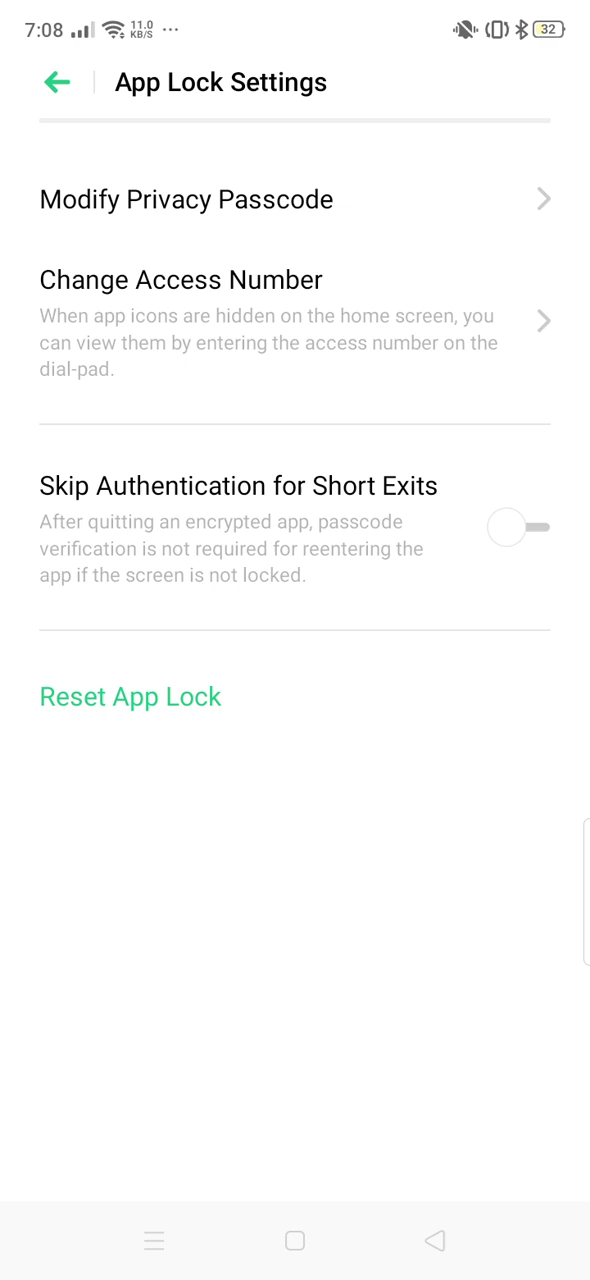 7:08 11.0 KB/S ... 32
App Lock Settings
Modify Privacy Passcode
Change Access Number
When app icons are hidden on the home screen, you
can view them by entering the access number on the
dial-pad.
Skip Authentication for Short Exits
After quitting an encrypted app, passcode
verification is not required for reentering the
app if the screen is not locked.
Reset App Lock